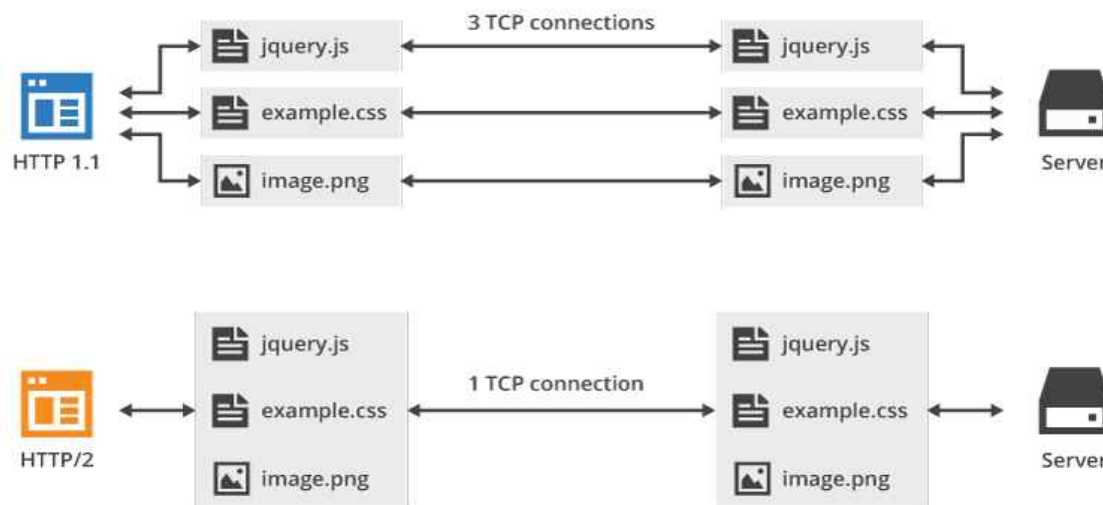 3 TCP connections
jquery.js jquery.js
example.css example.css
HTTP 1.1 Server
image.png image.png
jquery.js jquery.js
1 TCP connection
example.css example.css
HTTP/2 Server
image.png image.png